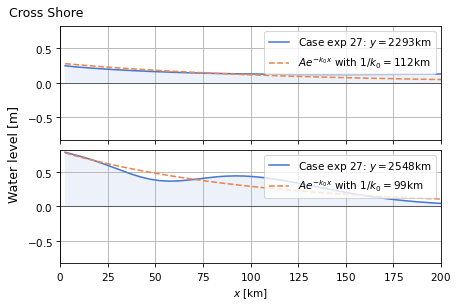 Cross Shore
Water level [m]
0.5
0.0
−0.5
Case exp 27: y = 2293km
Ae^{-k_0x} with 1/k_0 = 112km
0.5
0.0
−0.5
Case exp 27: y = 2548km
Ae^{-k_0x} with 1/k_0 = 99km
0 25 50 75 100 125 150 175 200
x [km]